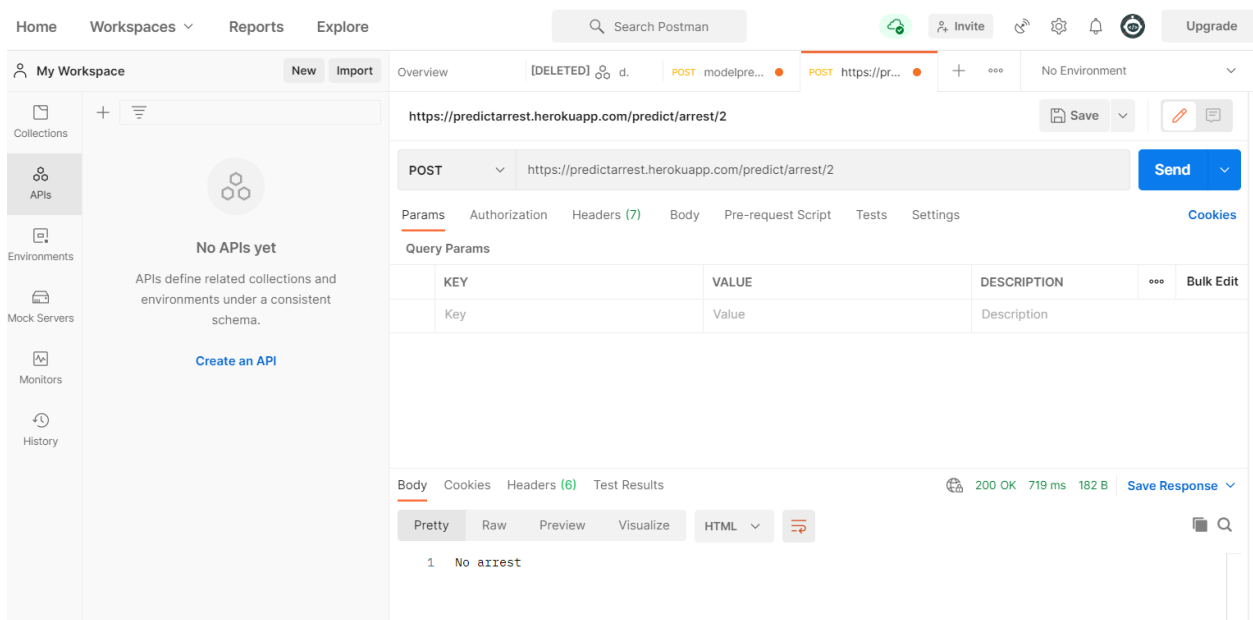 Home Workspaces Reports Explore Search Postman Invite Upgrade
My Workspace New Import
Overview [DELETED] d. POST modelpre... POST https://pr... No Environment
Collections
APIs
Environments
Mock Servers
Monitors
History
No APIs yet
APIs define related collections and
environments under a consistent
schema.
Create an API
https://predictarrest.herokuapp.com/predict/arrest/2 Save
POST https://predictarrest.herokuapp.com/predict/arrest/2 Send
Params Authorization Headers (7) Body Pre-request Script Tests Settings Cookies
Query Params
KEY VALUE DESCRIPTION Bulk Edit
Key Value Description
Body Cookies Headers (6) Test Results 200 OK 719 ms 182 B Save Response
Pretty Raw Preview Visualize HTML
1 No arrest